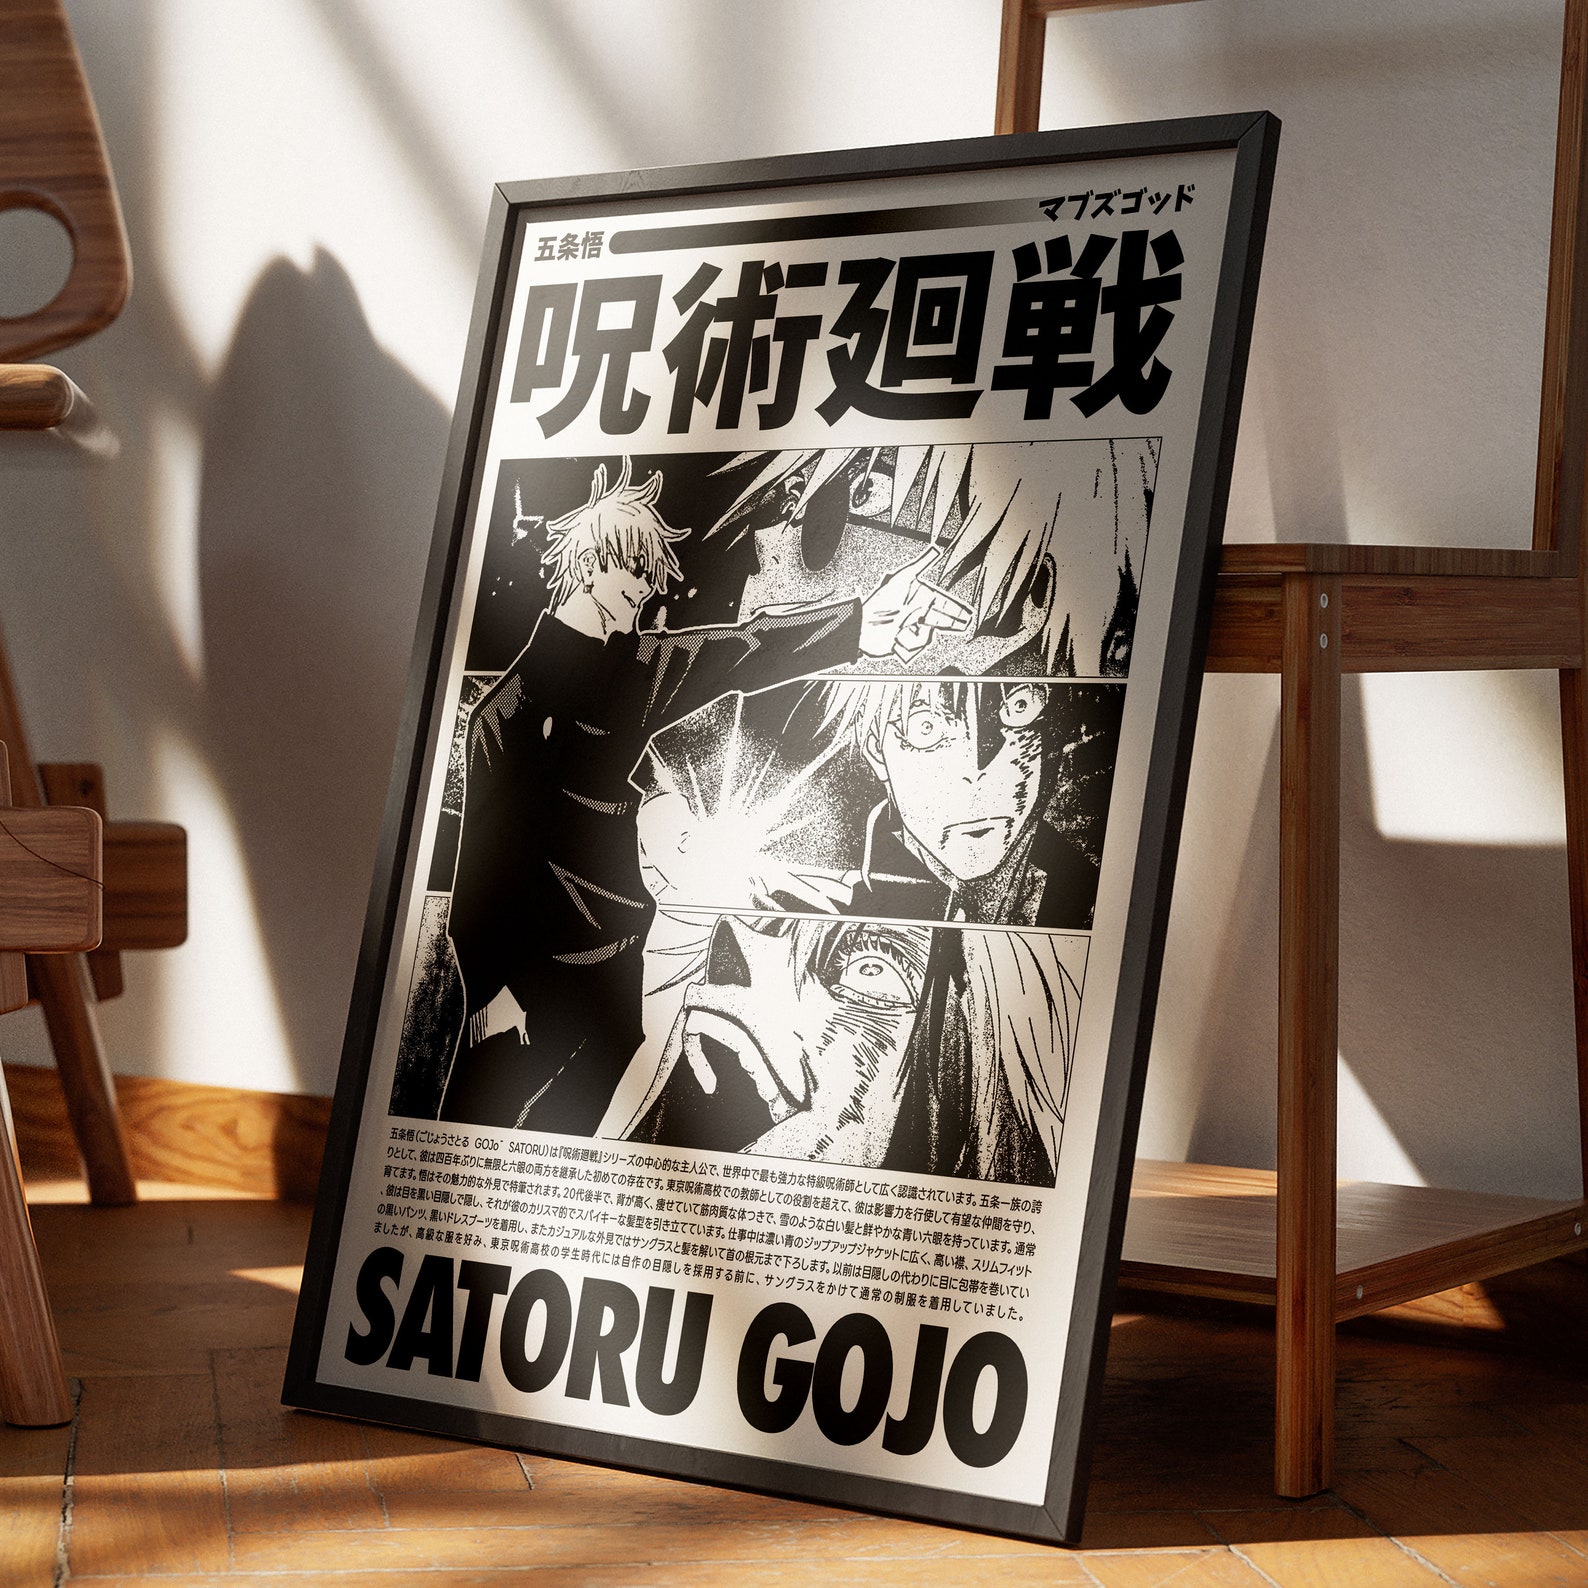 五条悟
マブズゴッド
呪術廻戦
五条悟(ごじょうさとる GOJo¯ SATORU)は『呪術廻戦』シリーズの中心的な主人公で、世界中で最も強力な特級呪術師として広く認識されています。五条一族の誇
りとして、彼は四百年ぶりに無限と六眼の両方を継承した初めての存在です。東京呪術高校での教師としての役割を超えて、彼は影響力を行使して有望な仲間を守り、
育てます。悟はその魅力的な外見で特筆されます。20代後半で、背が高く、痩せていて筋肉質な体つきで、雪のような白い髪と鮮やかな青い六眼を持っています。通常
、彼は目を黒い目隠しで隠し、それが彼のカリスマ的でスパイキーな髪型を引き立てています。仕事中は濃い青のジップアップジャケットに広く、高い襟、スリムフィット
の黒いパンツ、黒いドレスブーツを着用し、またカジュアルな外見ではサングラスと髪を解いて首の根元まで下ろします。以前は目隠しの代わりに目に包帯を巻いてい
ましたが、高級な服を好み、東京呪術高校の学生時代には自作の目隠しを採用する前に、サングラスをかけて通常の制服を着用していました。
SATORU GOJO